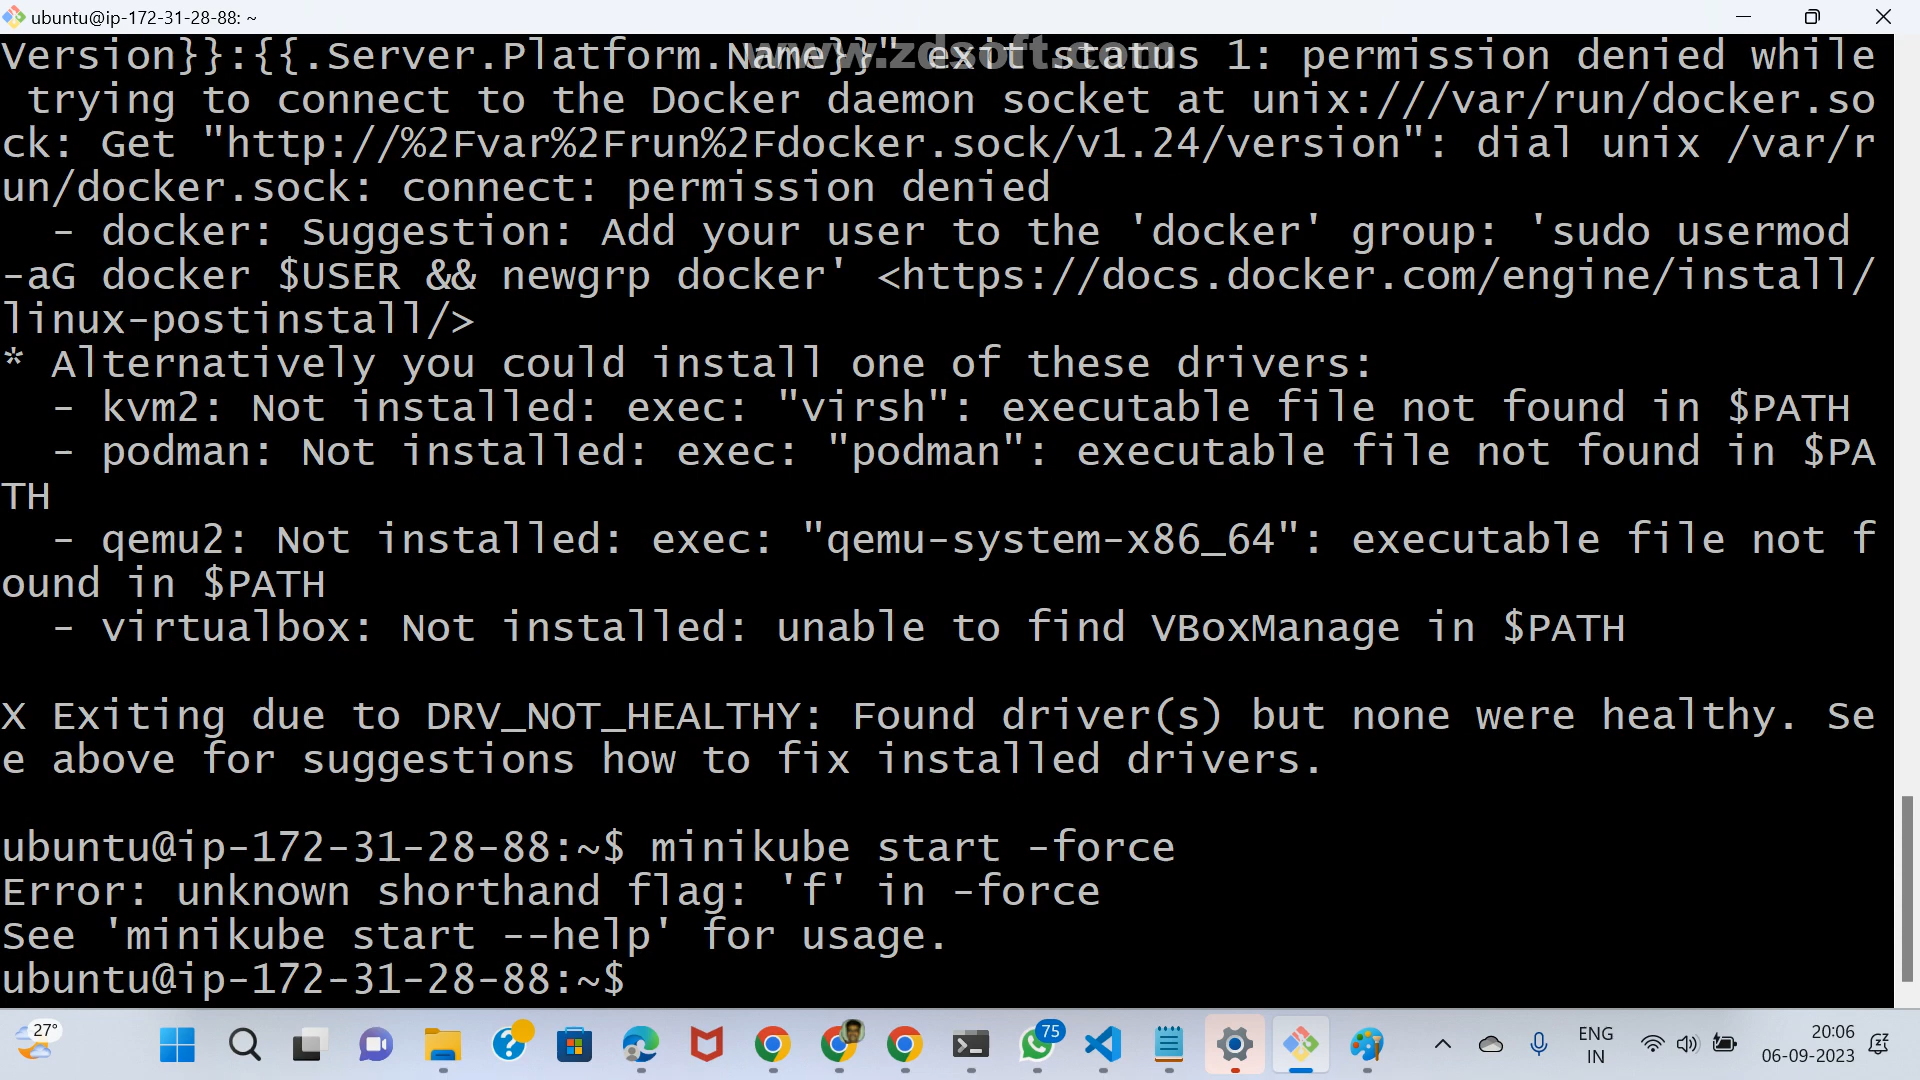 ubuntu@ip-172-31-28-88: ~
www.zdsoft.com
Version}}:{{.Server.Platform.Name}}" exit status 1: permission denied while
trying to connect to the Docker daemon socket at unix:///var/run/docker.so
ck: Get "http://%2Fvar%2Frun%2Fdocker.sock/v1.24/version": dial unix /var/r
un/docker.sock: connect: permission denied
- docker: Suggestion: Add your user to the 'docker' group: 'sudo usermod
-aG docker $USER && newgrp docker' <https://docs.docker.com/engine/install/
linux-postinstall/>
* Alternatively you could install one of these drivers:
- kvm2: Not installed: exec: "virsh": executable file not found in $PATH
- podman: Not installed: exec: "podman": executable file not found in $PA
TH
- qemu2: Not installed: exec: "qemu-system-x86_64": executable file not f
ound in $PATH
- virtualbox: Not installed: unable to find VBoxManage in $PATH
X Exiting due to DRV_NOT_HEALTHY: Found driver(s) but none were healthy. Se
e above for suggestions how to fix installed drivers.
ubuntu@ip-172-31-28-88:~$ minikube start -force
Error: unknown shorthand flag: 'f' in -force
See 'minikube start --help' for usage.
ubuntu@ip-172-31-28-88:~$
27°
75
ENG
IN
20:06
06-09-2023